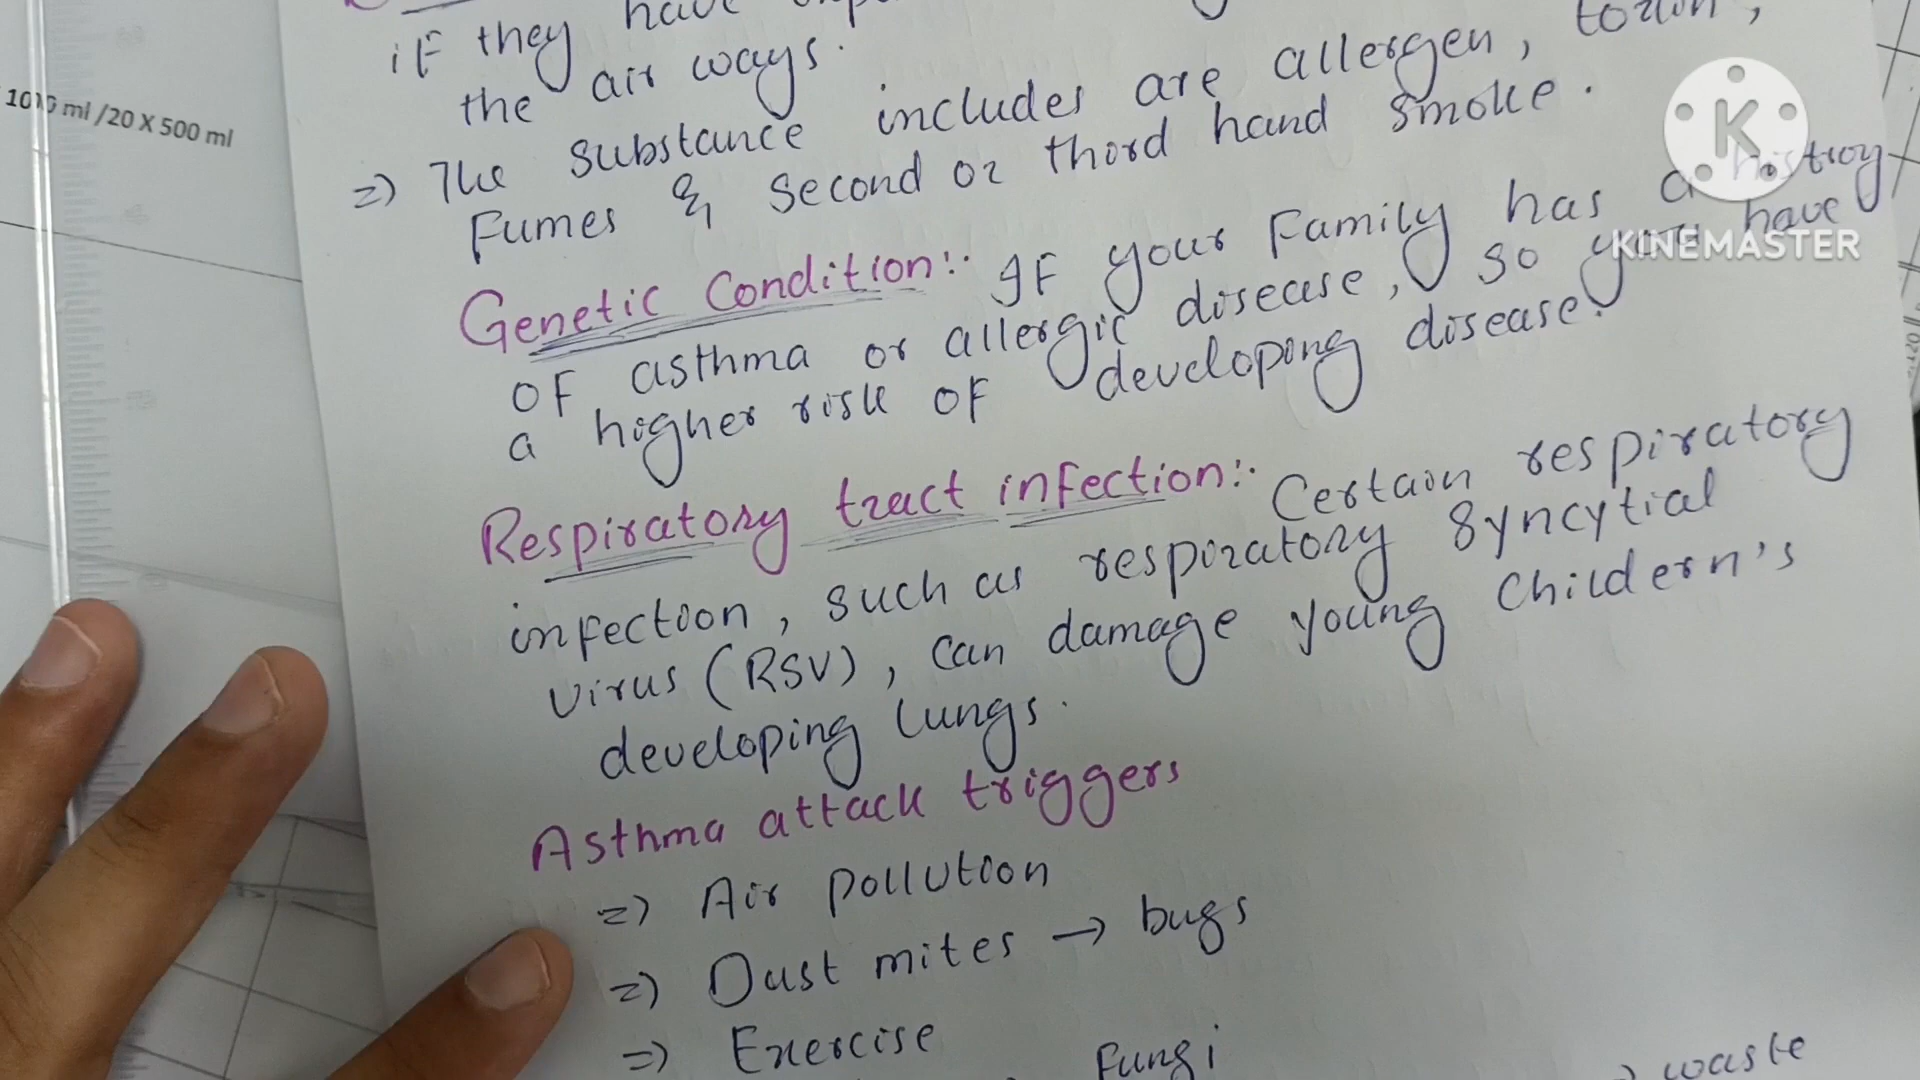 if they have
the air ways.
=> The substance includes are allergen, toxin,
Fumes & second or third hand smoke.
Genetic Condition:- If your Family has a histroy
of asthma or allergic disease, so you have
a higher risk of developing disease.
Respiratory tract infection:- Certain respiratory
infection, such as respiratory syncytial
virus (RSV), can damage young Childern's
developing lungs.
Asthma attack triggers
=> Air pollution
=> Dust mites → bugs
=> Exercise
Fungi
waste
1000 ml /20 X 500 ml
K
KINEMASTER